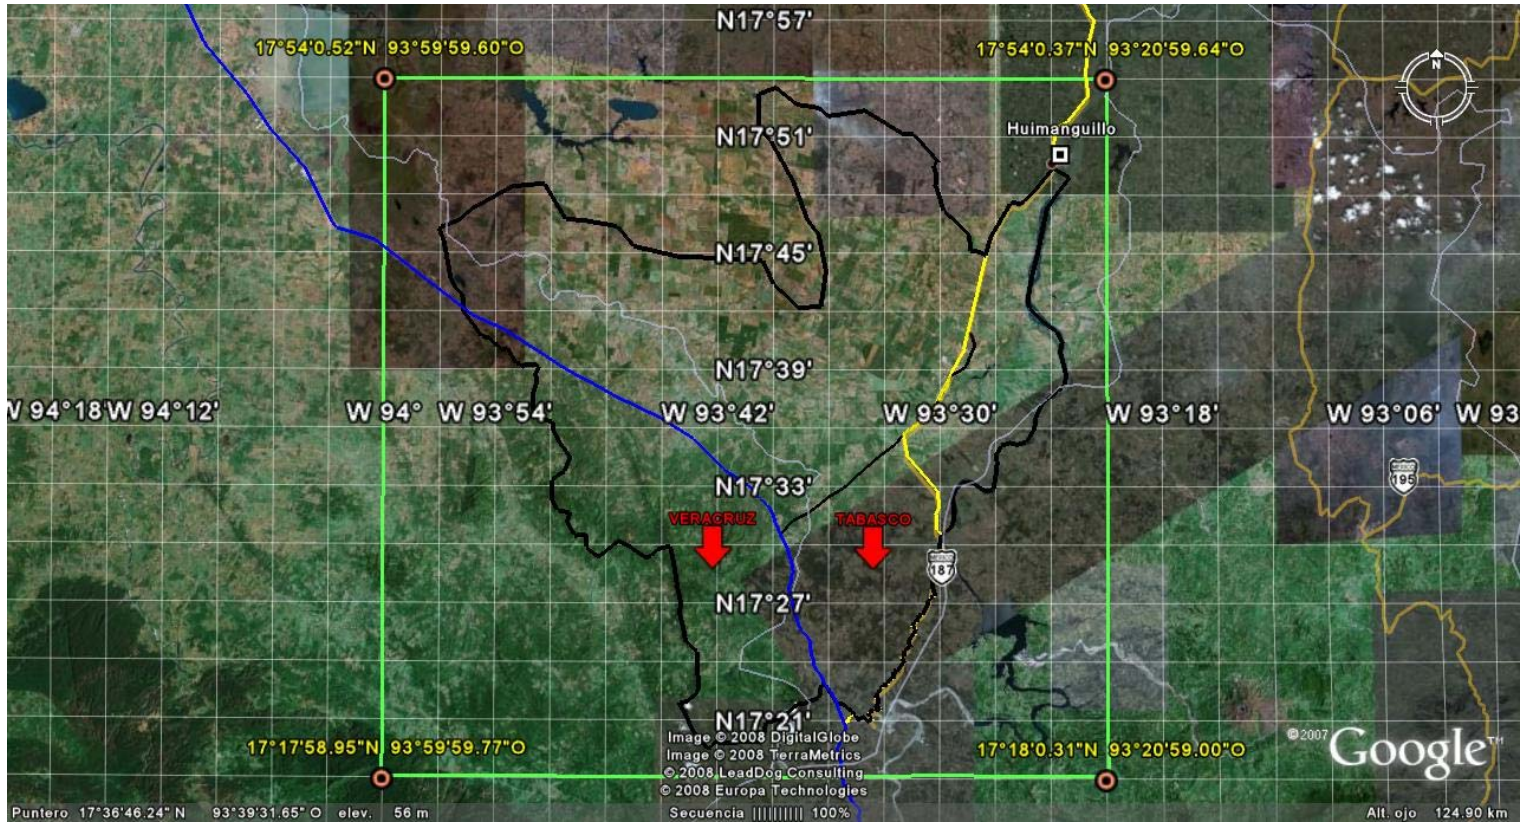 N17°57'
17°54'0.52"N 93°59'59.60"O
17°54'0.37"N 93°20'59.64"O
N
Huimanguillo
N17°51'
N17°45'
N17°39'
W 94°18' W 94°12' W 94° W 93°54' W 93°42' W 93°30' W 93°18' W 93°06' W 93
195
N17°33'
VERACRUZ TABASCO
187
N17°27'
N17°21'
17°17'58.95"N 93°59'59.77"O
17°18'0.31"N 93°20'59.00"O
Image © 2008 DigitalGlobe
Image © 2008 TerraMetrics
© 2008 LeadDog Consulting
© 2008 Europa Technologies
©2007 Google™
Puntero 17°36'46.24" N 93°39'31.65" O elev. 56 m
Secuencia |||||||||| 100%
Alt. ojo 124.90 km